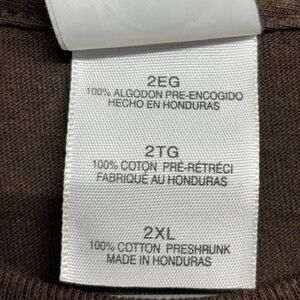 2EG
100% ALGODON PRE-ENCOGIDO
HECHO EN HONDURAS
2TG
100% COTON PRÉ-RÉTRÉCI
FABRIQUÉ AU HONDURAS
2XL
100% COTTON PRESHRUNK
MADE IN HONDURAS